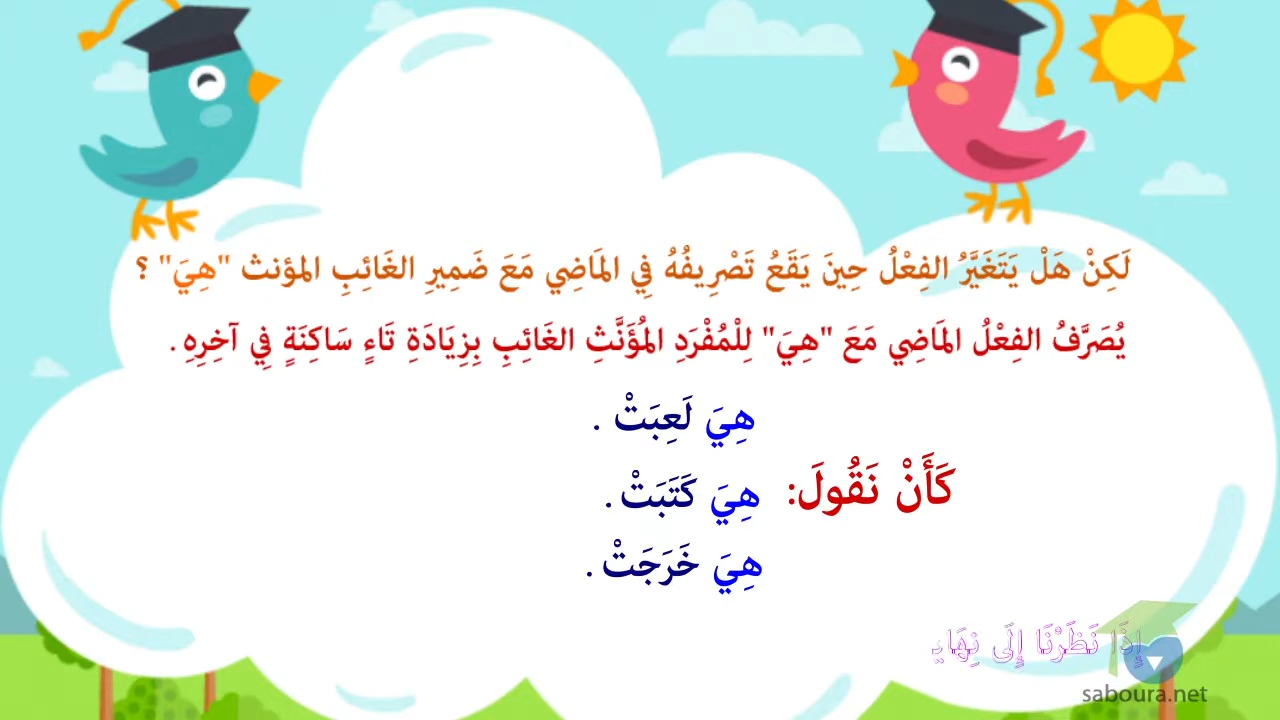 لَكِنْ هَلْ يَتَغَيَّرُ الفِعْلُ حِينَ يَقَعُ تَصْرِيفُهُ فِي المَاضِي مَعَ ضَمِيرِ الغَائِبِ المؤنث "هِيَ" ؟
يُصَرَّفُ الفِعْلُ المَاضِي مَعَ "هِيَ" لِلْمُفْرَدِ المُؤَنَّثِ الغَائِبِ بِزِيَادَةِ تَاءٍ سَاكِنَةٍ فِي آخِرِهِ .
هِيَ لَعِبَتْ .
كَأَنْ نَقُولَ: هِيَ كَتَبَتْ .
هِيَ خَرَجَتْ .
إِذَا نَظَرْنَا إِلَى نِهَايَ
saboura.net